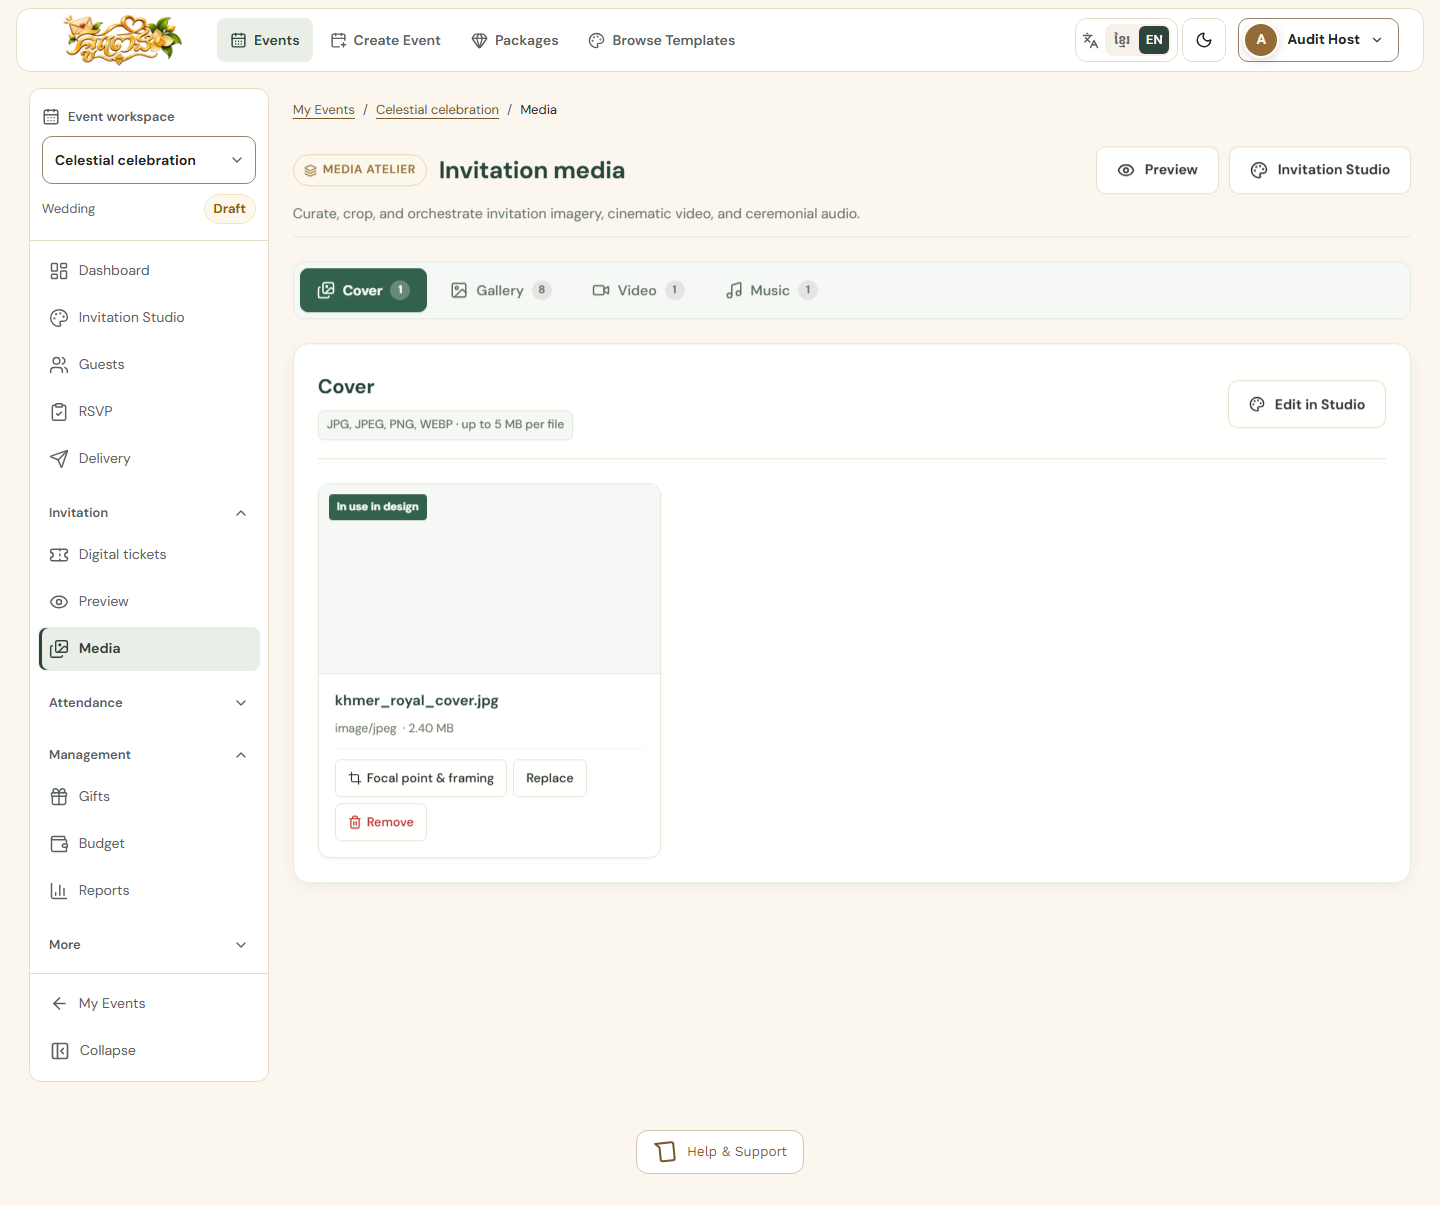 Events
Create Event
Packages
Browse Templates
ខ្មែរ
EN
A
Audit Host
Event workspace
Celestial celebration
Wedding
Draft
Dashboard
Invitation Studio
Guests
RSVP
Delivery
Invitation
Digital tickets
Preview
Media
Attendance
Management
Gifts
Budget
Reports
More
My Events
Collapse
My Events / Celestial celebration / Media
MEDIA ATELIER
Invitation media
Preview
Invitation Studio
Curate, crop, and orchestrate invitation imagery, cinematic video, and ceremonial audio.
Cover 1
Gallery 8
Video 1
Music 1
Cover
JPG, JPEG, PNG, WEBP · up to 5 MB per file
Edit in Studio
In use in design
khmer_royal_cover.jpg
image/jpeg · 2.40 MB
Focal point & framing
Replace
Remove
Help & Support